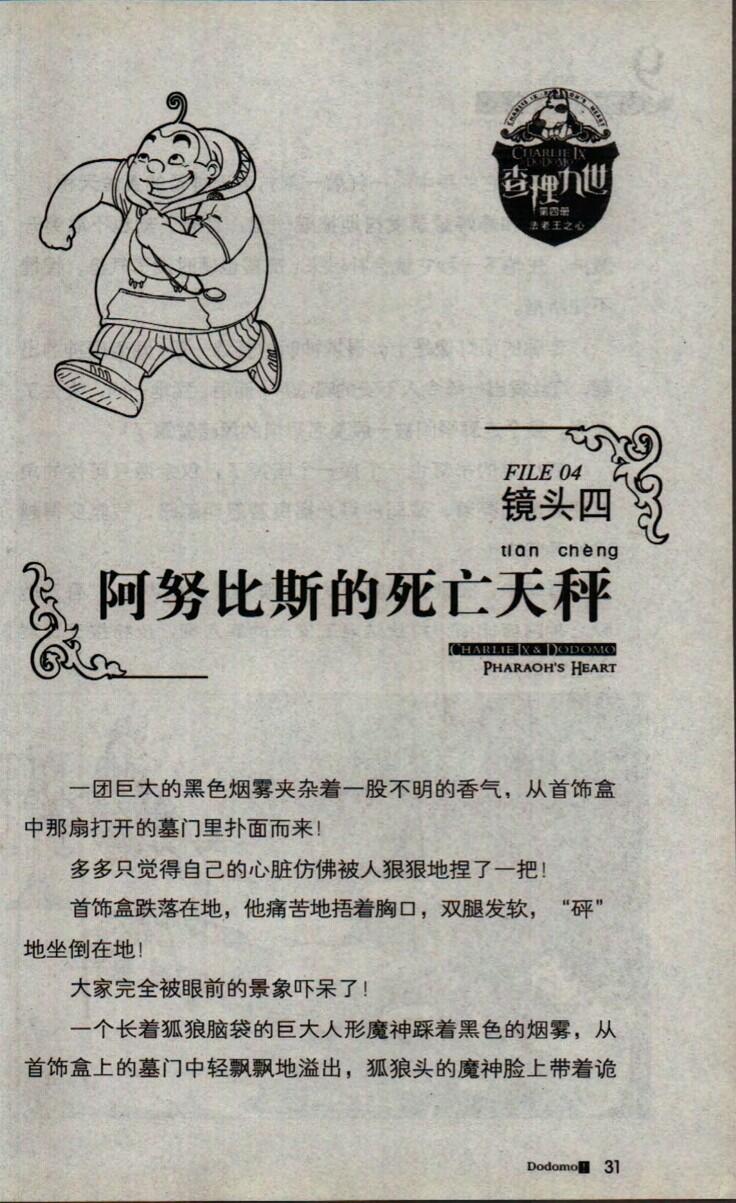 CHARLIE IX PHARAOH'S HEART
CHARLIE IX
DODOMO
查理九世
第四册
法老王之心
FILE 04
镜头四
tiān chèng
阿努比斯的死亡天秤
CHARLIE IX & DODOMO
PHARAOH'S HEART
一团巨大的黑色烟雾夹杂着一股不明的香气，从首饰盒
中那扇打开的墓门里扑面而来！
多多只觉得自己的心脏仿佛被人狠狠地捏了一把！
首饰盒跌落在地，他痛苦地捂着胸口，双腿发软，“砰”
地坐倒在地！
大家完全被眼前的景象吓呆了！
一个长着狐狼脑袋的巨大人形魔神踩着黑色的烟雾，从
首饰盒上的墓门中轻飘飘地溢出，狐狼头的魔神脸上带着诡
Dodomo! 31